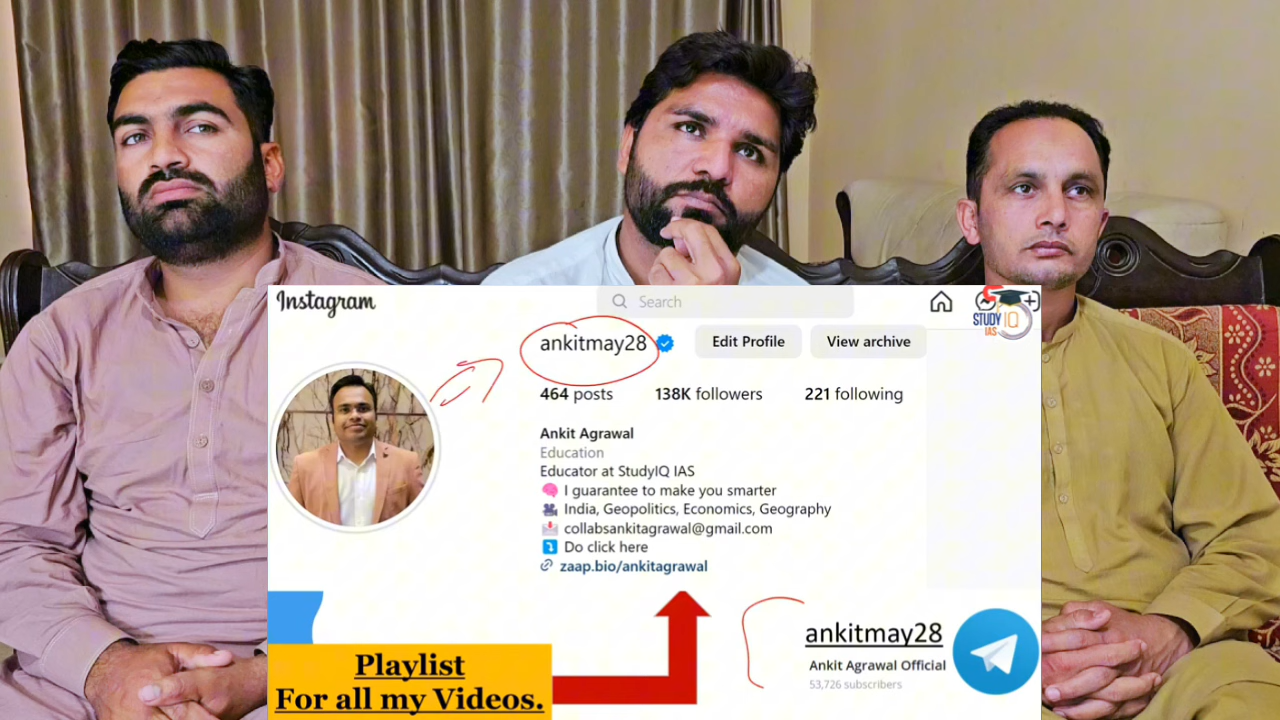 Instagram
Search
STUDY IQ
IAS
ankitmay28
Edit Profile
View archive
464 posts
138K followers
221 following
Ankit Agrawal
Education
Educator at StudyIQ IAS
I guarantee to make you smarter
India, Geopolitics, Economics, Geography
collabsankitagrawal@gmail.com
Do click here
zaap.bio/ankitagrawal
ankitmay28
Ankit Agrawal Official
53,726 subscribers
Playlist
For all my Videos.